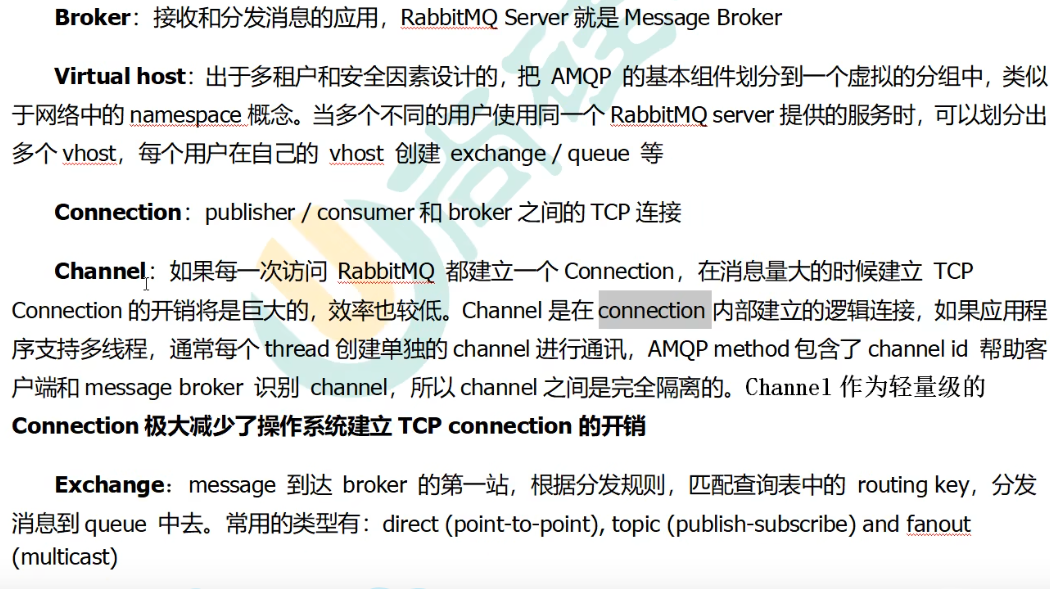 Broker：接收和分发消息的应用，RabbitMQ Server 就是 Message Broker
Virtual host：出于多租户和安全因素设计的，把 AMQP 的基本组件划分到一个虚拟的分组中，类似
于网络中的 namespace 概念。当多个不同的用户使用同一个 RabbitMQ server 提供的服务时，可以划分出
多个 vhost，每个用户在自己的 vhost 创建 exchange / queue 等
Connection：publisher / consumer 和 broker 之间的 TCP 连接
Channel：如果每一次访问 RabbitMQ 都建立一个 Connection，在消息量大的时候建立 TCP
Connection 的开销将是巨大的，效率也较低。Channel 是在 connection 内部建立的逻辑连接，如果应用程
序支持多线程，通常每个 thread 创建单独的 channel 进行通讯，AMQP method 包含了 channel id 帮助客
户端和 message broker 识别 channel，所以 channel 之间是完全隔离的。Channel 作为轻量级的
Connection 极大减少了操作系统建立 TCP connection 的开销
Exchange：message 到达 broker 的第一站，根据分发规则，匹配查询表中的 routing key，分发
消息到 queue 中去。常用的类型有：direct (point-to-point), topic (publish-subscribe) and fanout
(multicast)
尚硅